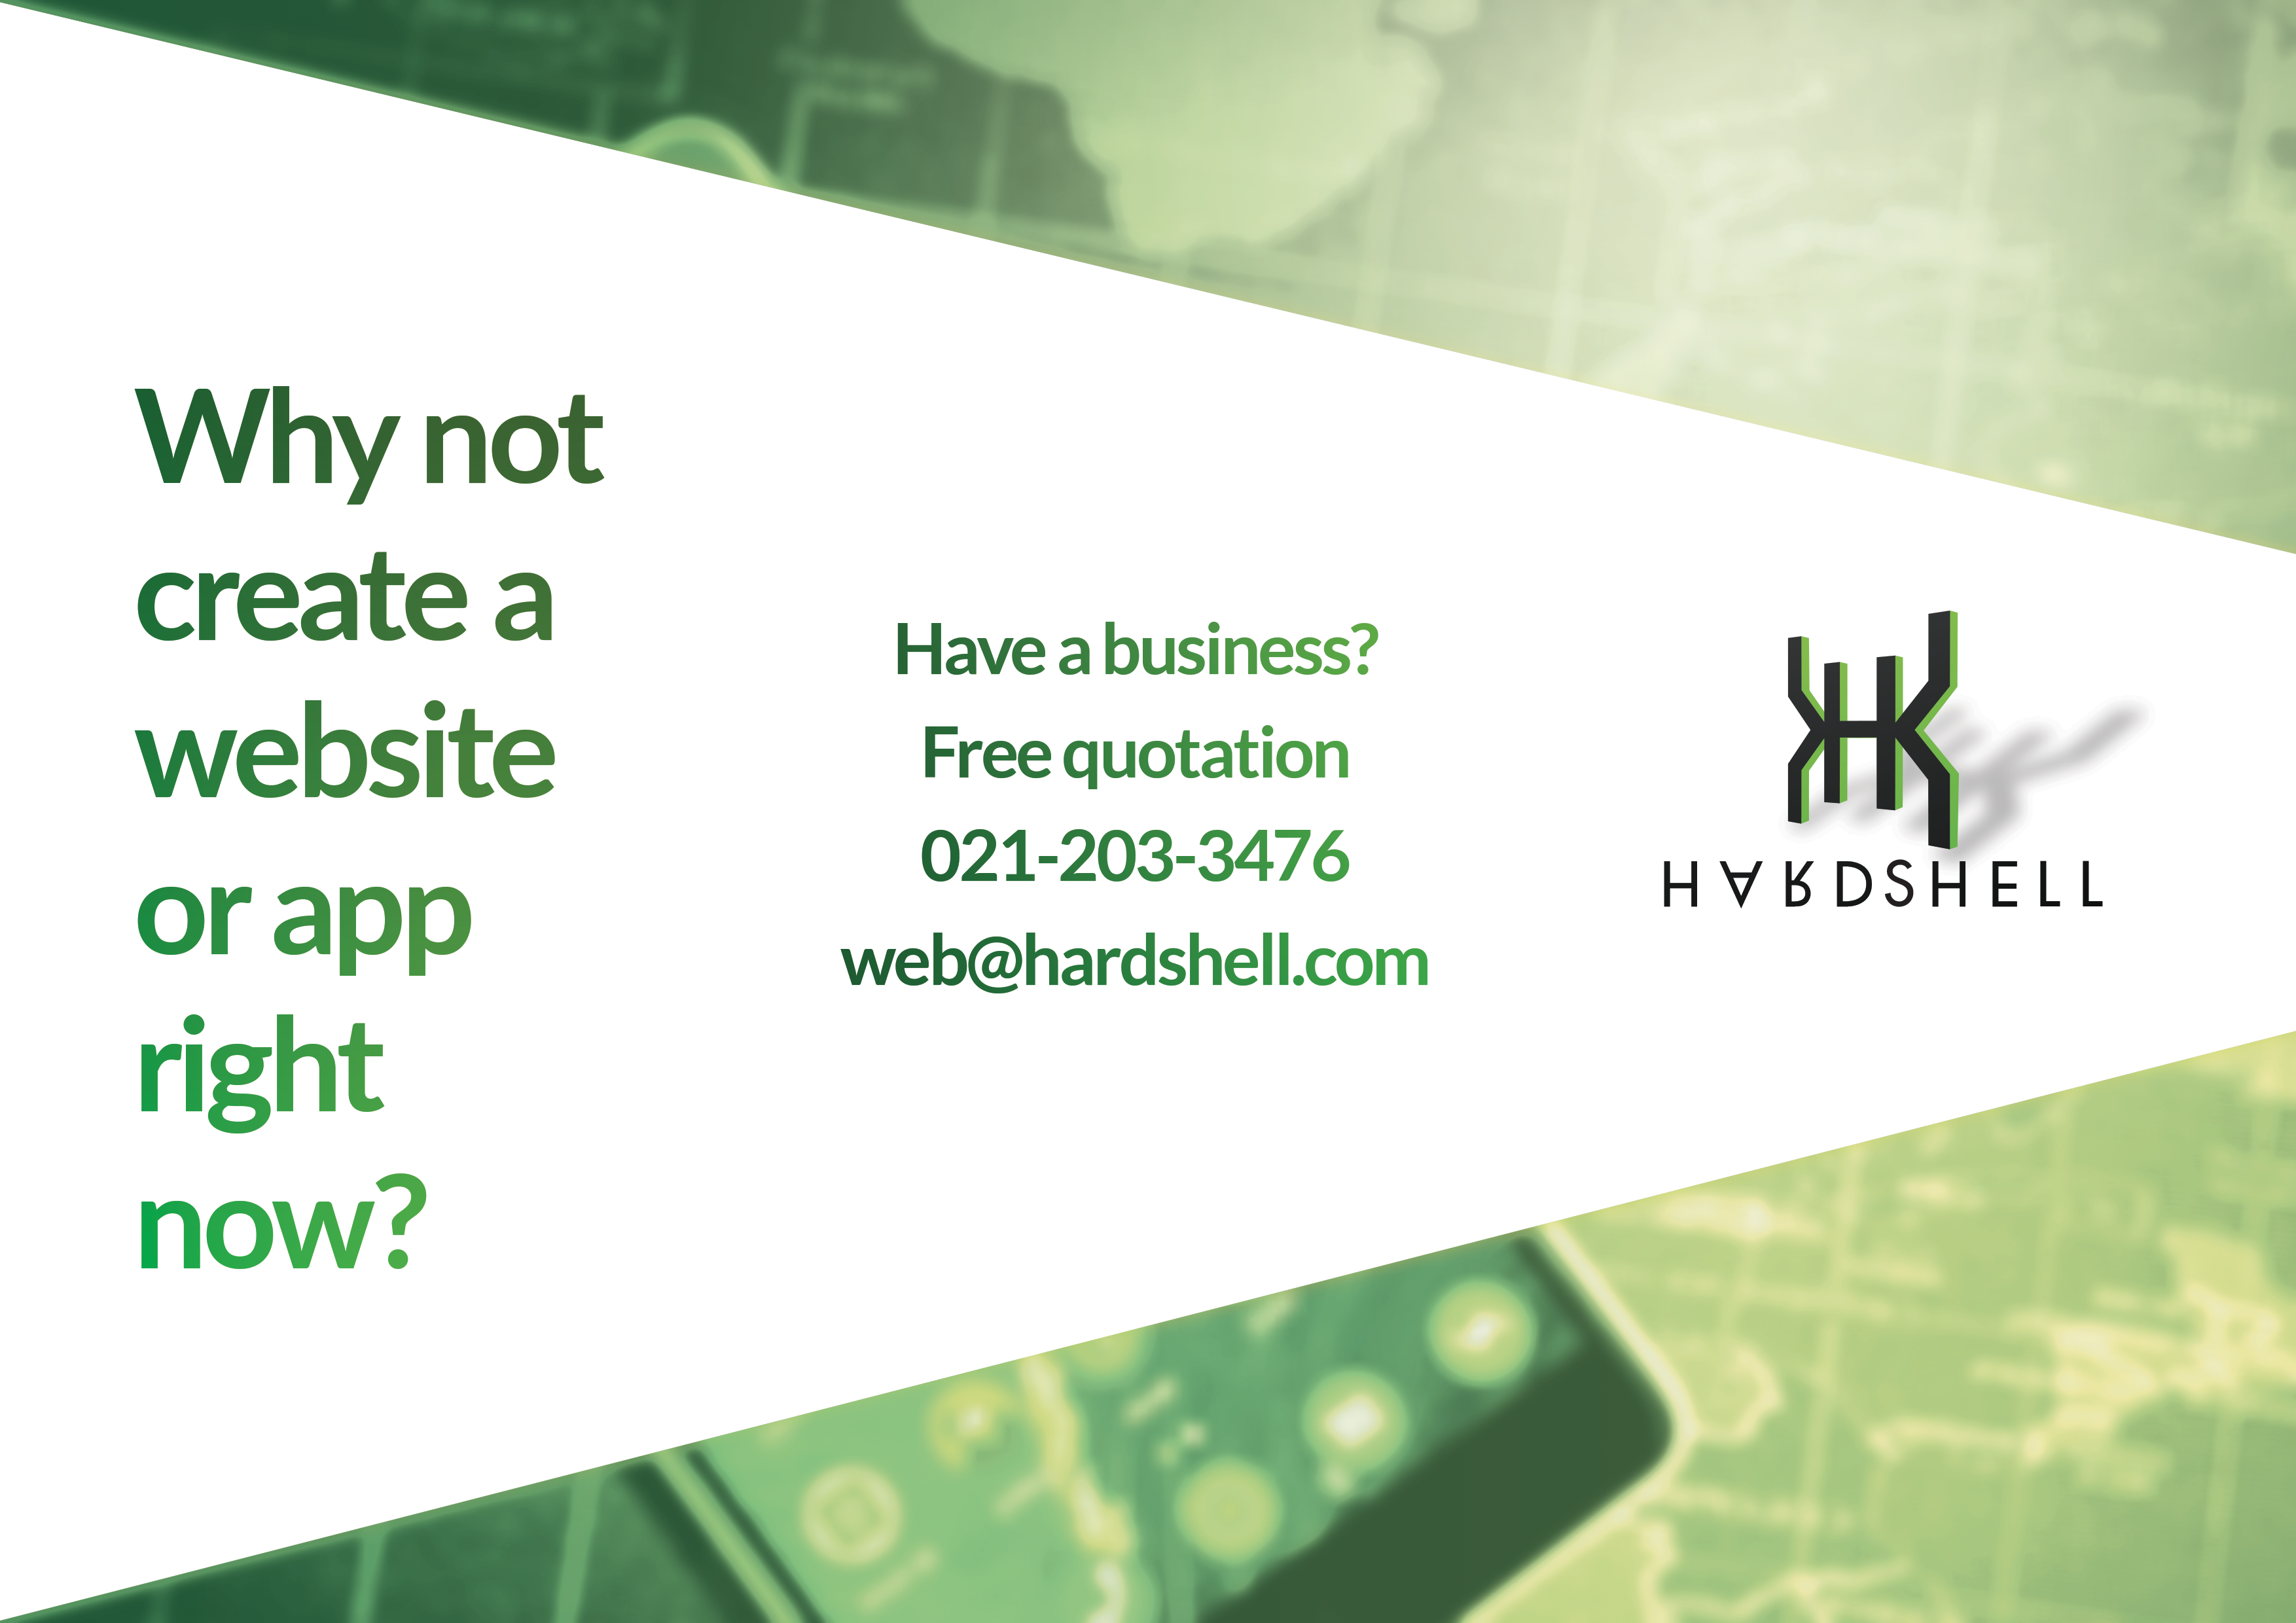 Why not
create a
website
or app
right
now?
Have a business?
Free quotation
021-203-3476
web@hardshell.com
HARDSHELL